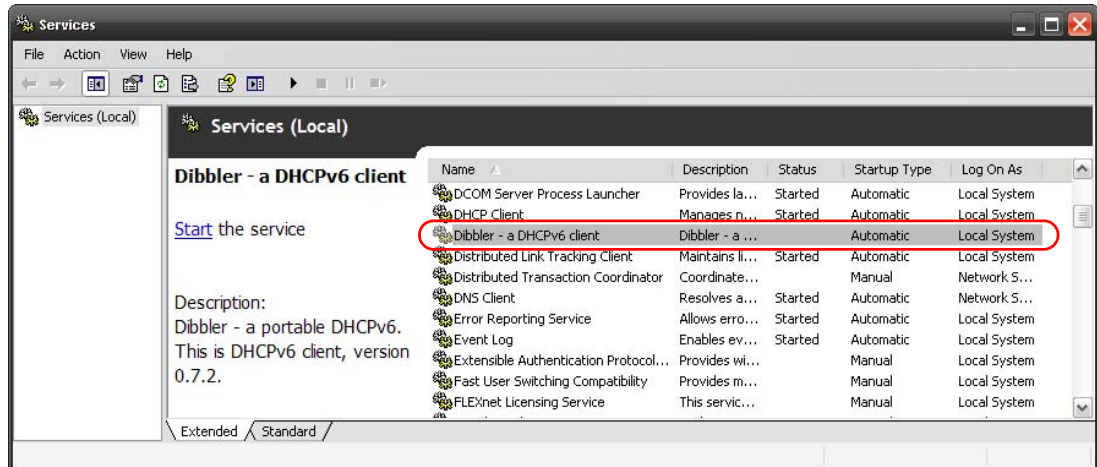 Services
File Action View Help
Services (Local)
Services (Local)
Dibbler - a DHCPv6 client
Start the service
Description:
Dibbler - a portable DHCPv6.
This is DHCPv6 client, version
0.7.2.
Name Description Status Startup Type Log On As
DCOM Server Process Launcher Provides la... Started Automatic Local System
DHCP Client Manages n... Started Automatic Local System
Dibbler - a DHCPv6 client Dibbler - a ... Automatic Local System
Distributed Link Tracking Client Maintains li... Started Automatic Local System
Distributed Transaction Coordinator Coordinate... Manual Network S...
DNS Client Resolves a... Started Automatic Network S...
Error Reporting Service Allows erro... Started Automatic Local System
Event Log Enables ev... Started Automatic Local System
Extensible Authentication Protocol... Provides wi... Manual Local System
Fast User Switching Compatibility Provides m... Manual Local System
FLEXnet Licensing Service This servic... Manual Local System
Extended Standard